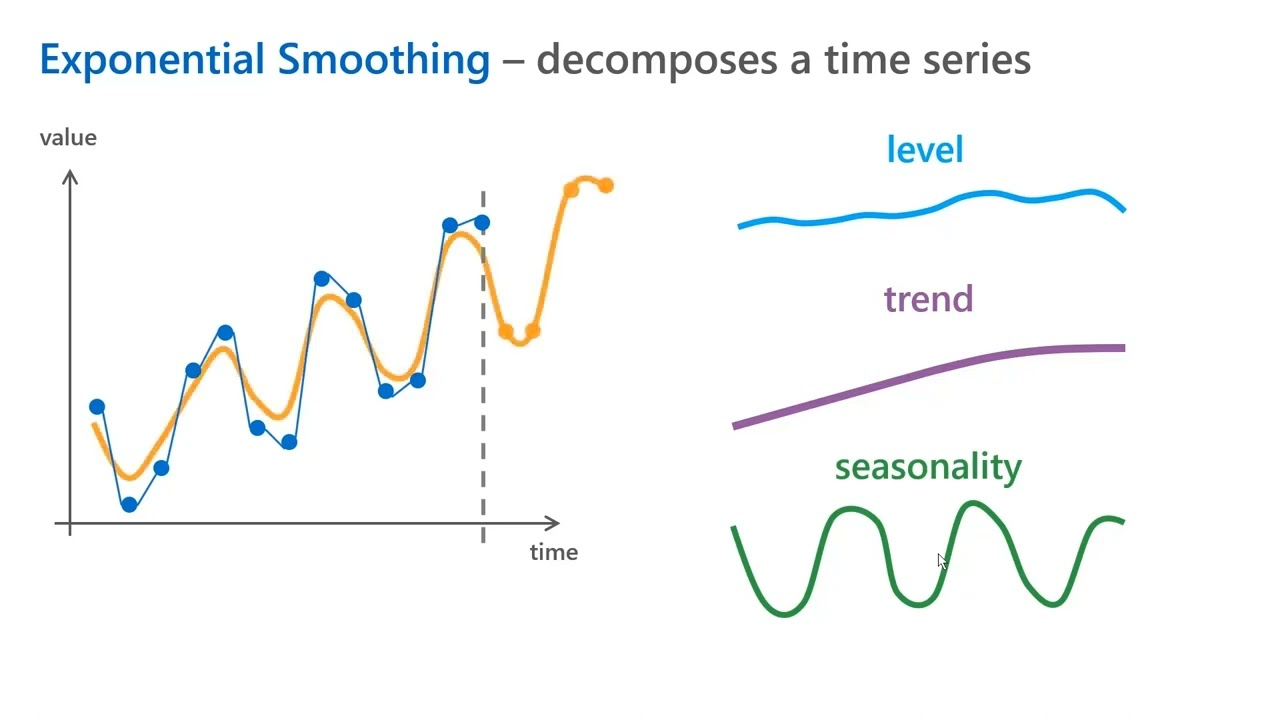 Exponential Smoothing – decomposes a time series
value
time
level
trend
seasonality